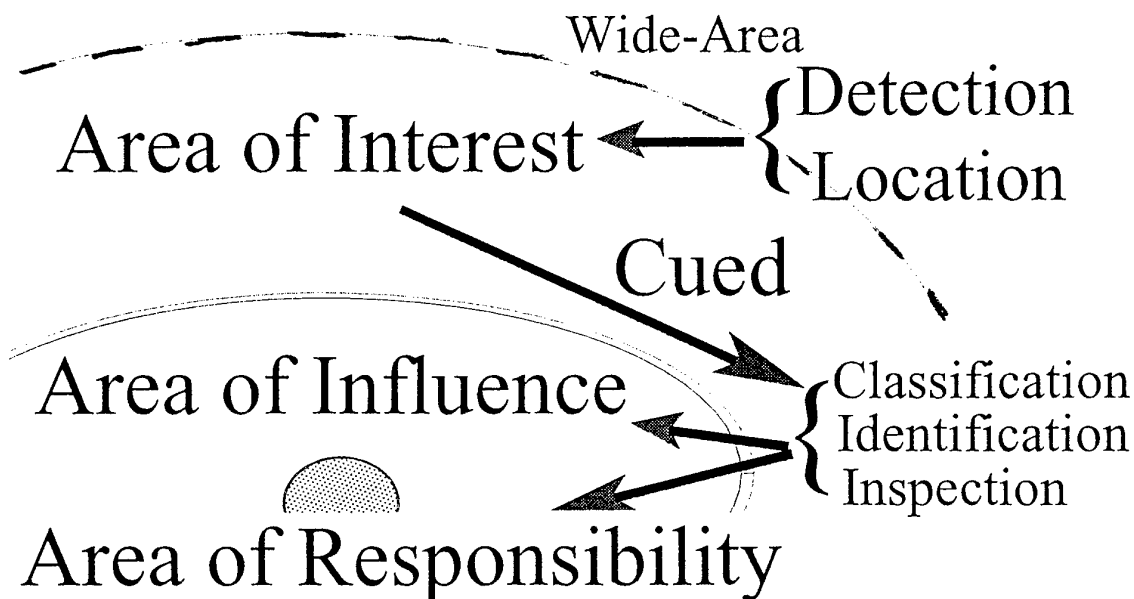 Wide-Area
Detection
Area of Interest
Location
Cued
Area of Influence
Classification
Identification
Inspection
Area of Responsibility